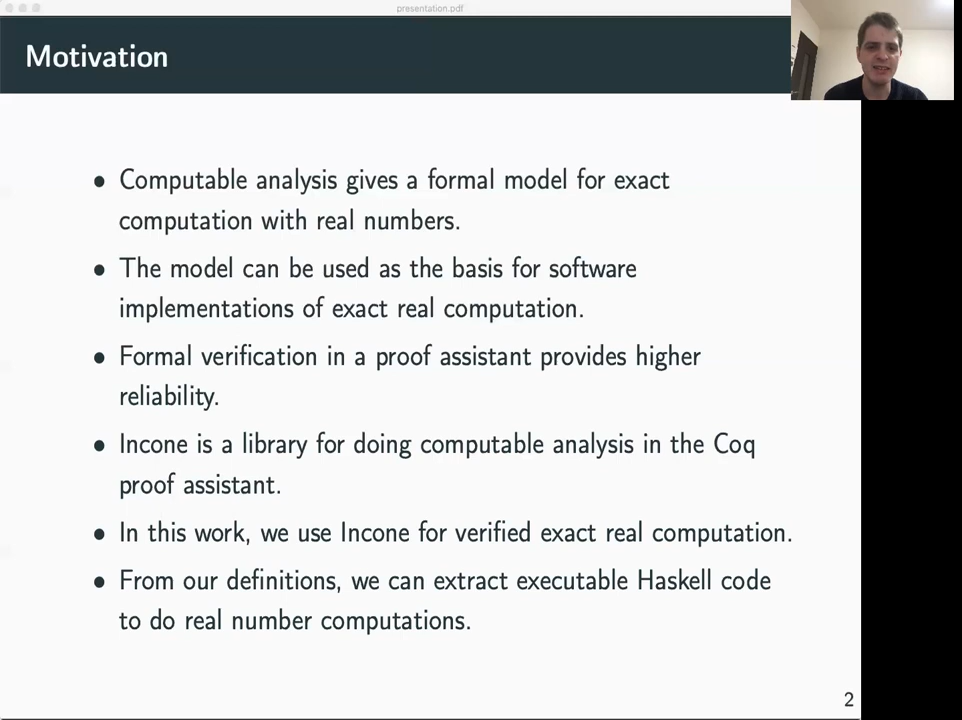 presentation.pdf
Motivation
• Computable analysis gives a formal model for exact
computation with real numbers.
• The model can be used as the basis for software
implementations of exact real computation.
• Formal verification in a proof assistant provides higher
reliability.
• Incone is a library for doing computable analysis in the Coq
proof assistant.
• In this work, we use Incone for verified exact real computation.
• From our definitions, we can extract executable Haskell code
to do real number computations.
2